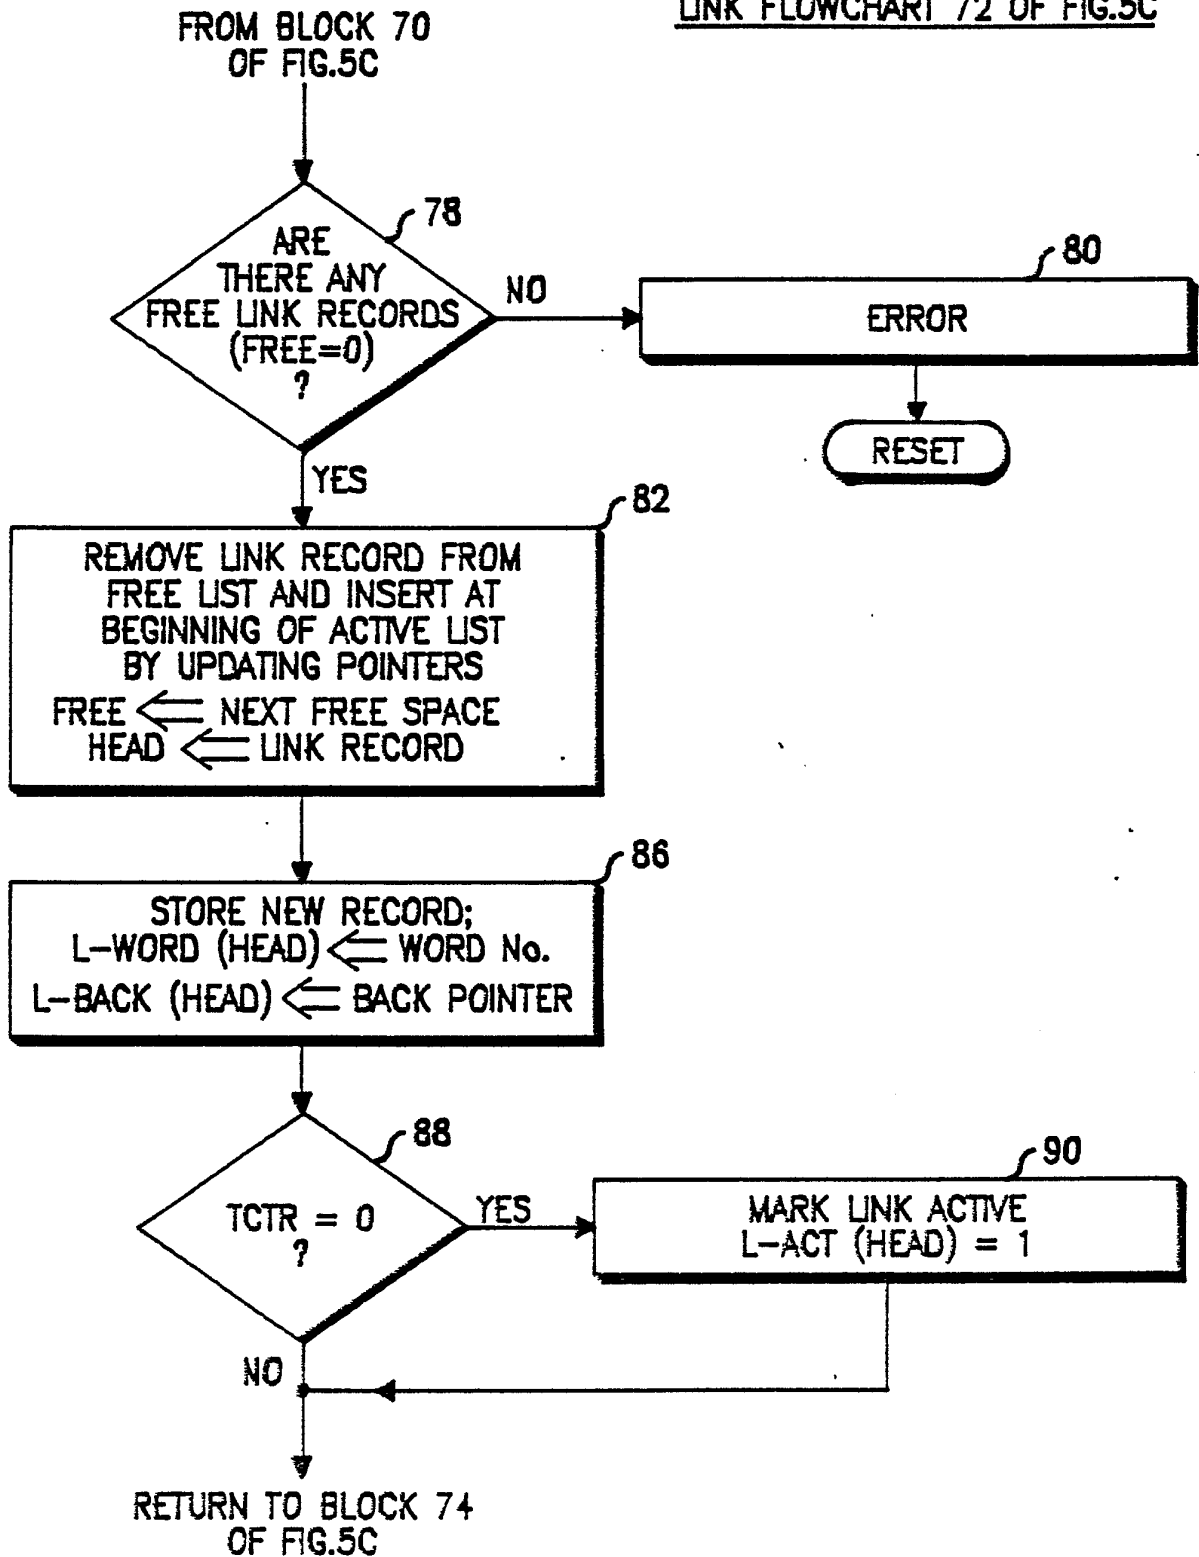 LINK FLOWCHART 72 OF FIG.5C
FROM BLOCK 70
OF FIG.5C
78
ARE
THERE ANY
FREE LINK RECORDS
(FREE=0)
?
NO
80
ERROR
RESET
YES
82
REMOVE LINK RECORD FROM
FREE LIST AND INSERT AT
BEGINNING OF ACTIVE LIST
BY UPDATING POINTERS
FREE ⇐ NEXT FREE SPACE
HEAD ⇐ LINK RECORD
86
STORE NEW RECORD;
L-WORD (HEAD) ⇐ WORD No.
L-BACK (HEAD) ⇐ BACK POINTER
88
TCTR = 0
?
YES
90
MARK LINK ACTIVE
L-ACT (HEAD) = 1
NO
RETURN TO BLOCK 74
OF FIG.5C